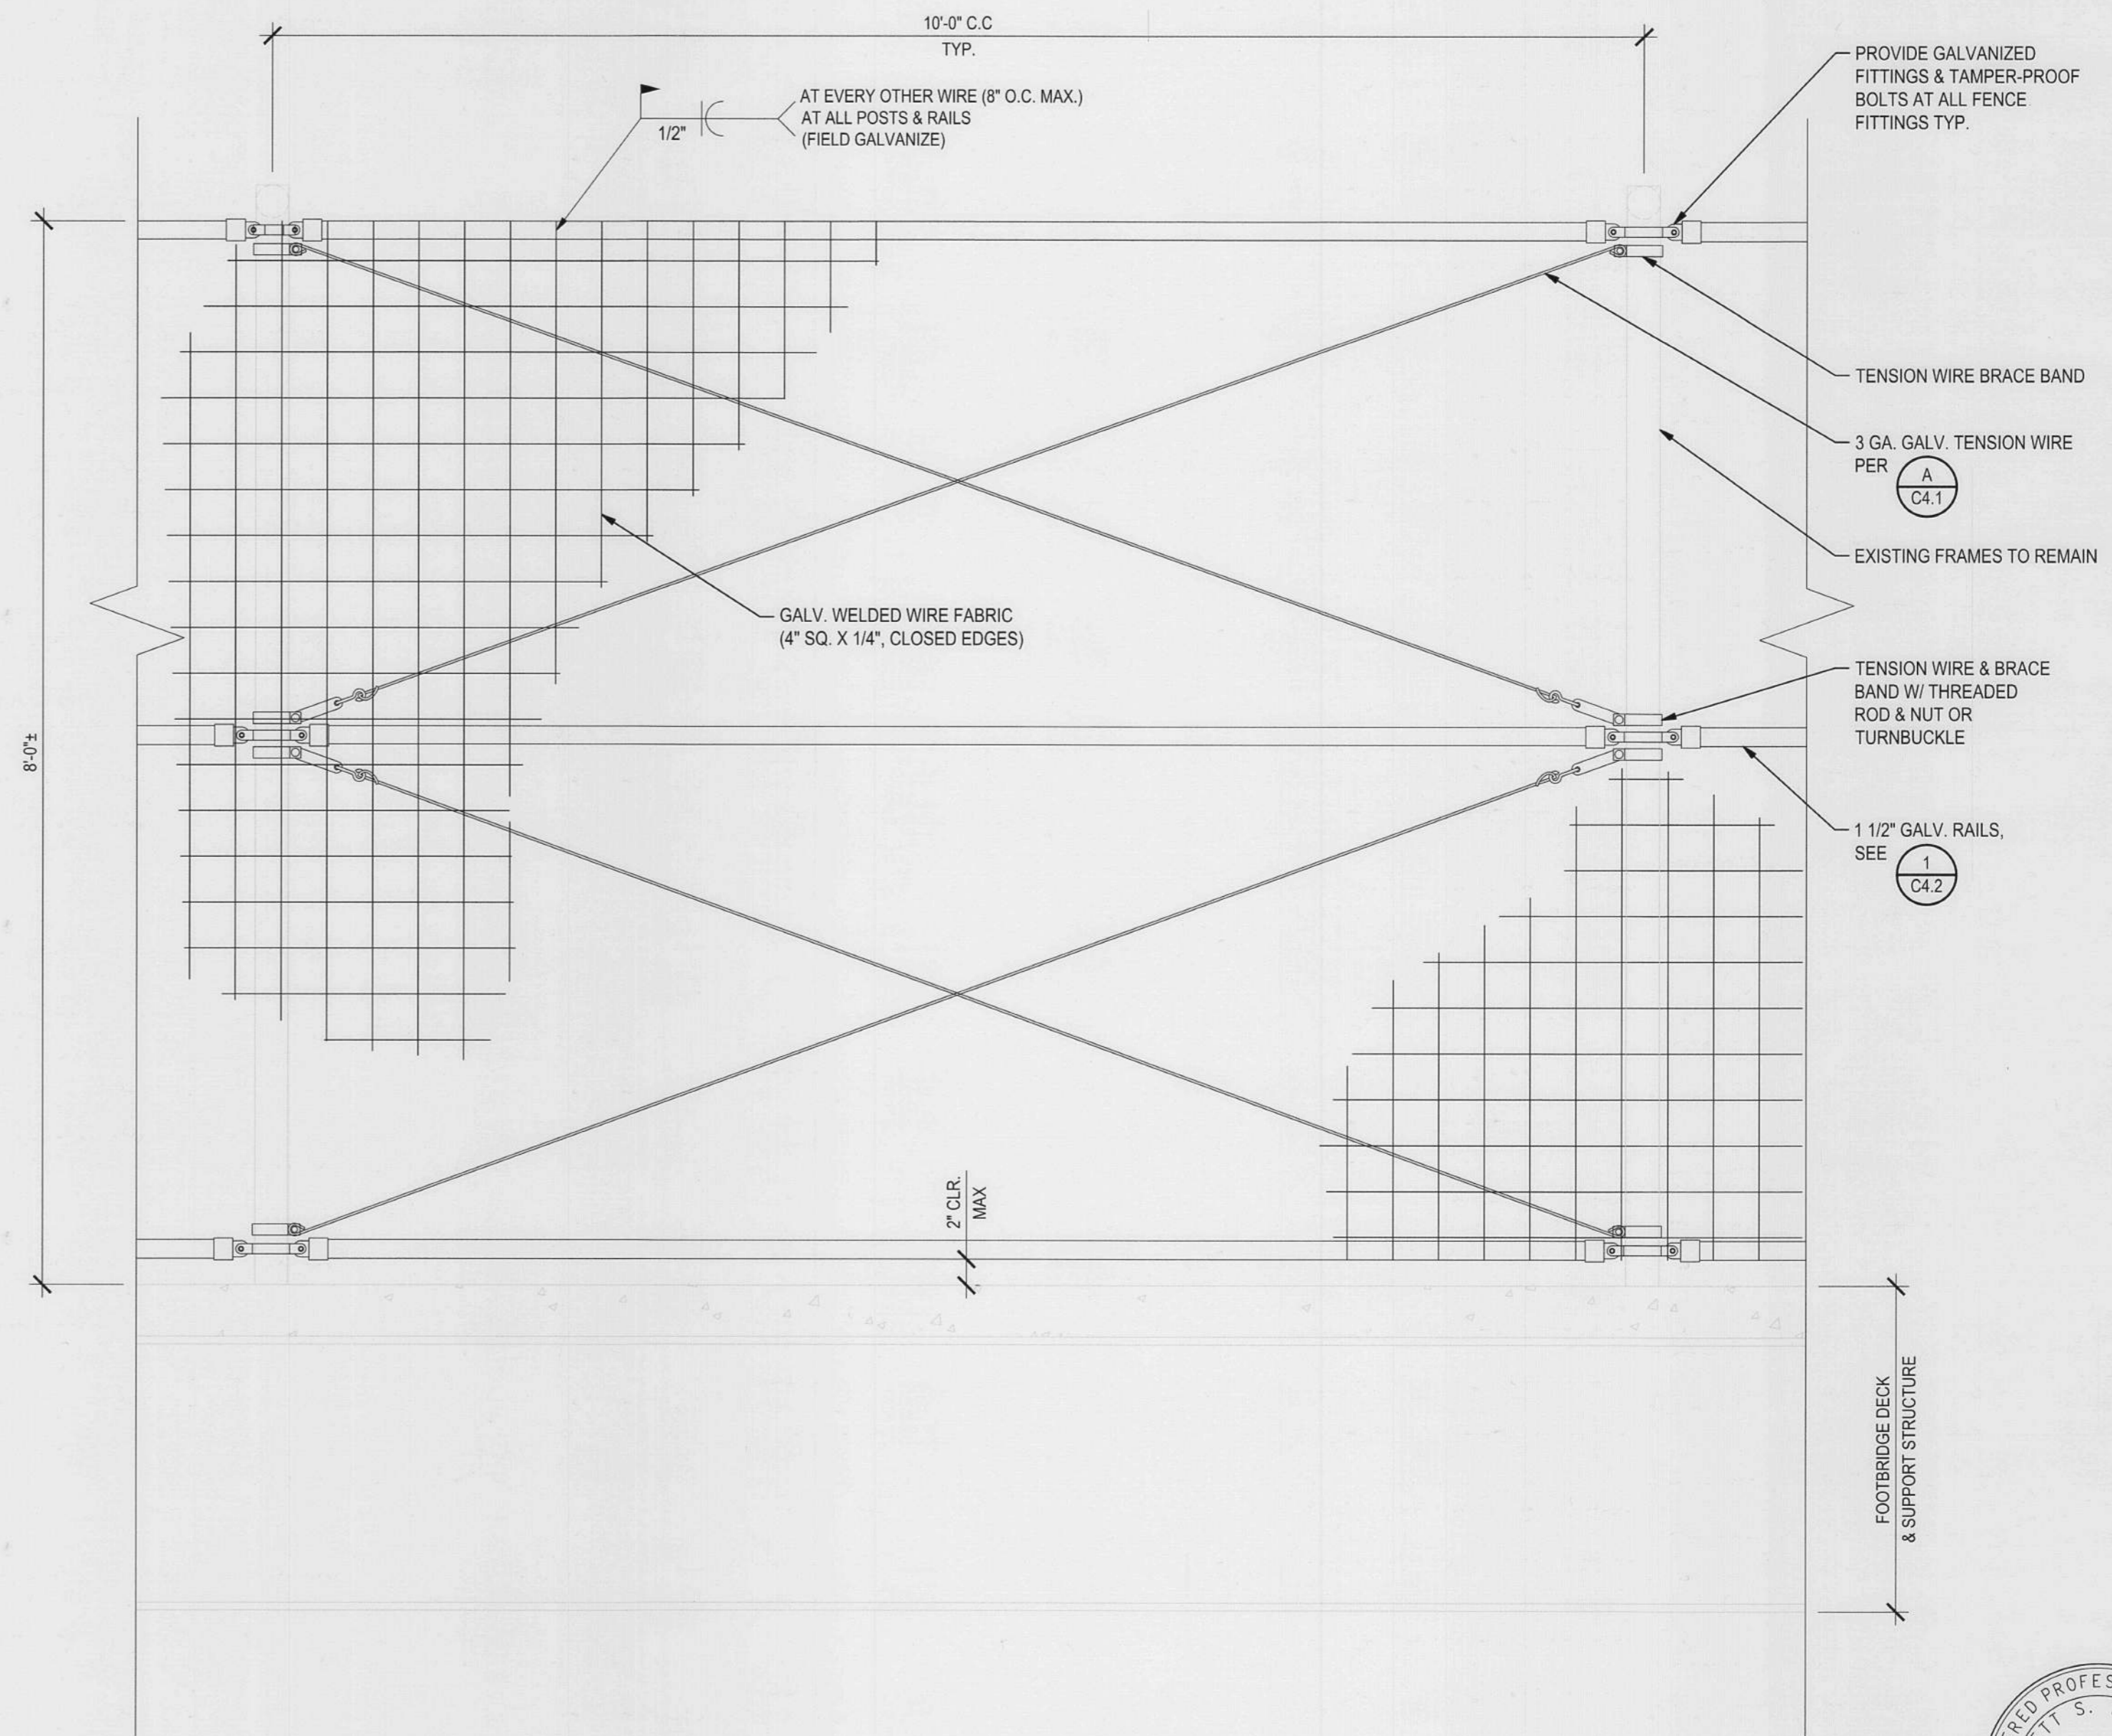 10'-0" C.C
TYP.
AT EVERY OTHER WIRE (8" O.C. MAX.)
AT ALL POSTS & RAILS
(FIELD GALVANIZE)
1/2"
PROVIDE GALVANIZED
FITTINGS & TAMPER-PROOF
BOLTS AT ALL FENCE
FITTINGS TYP.
TENSION WIRE BRACE BAND
3 GA. GALV. TENSION WIRE
PER
A
C4.1
EXISTING FRAMES TO REMAIN
GALV. WELDED WIRE FABRIC
(4" SQ. X 1/4", CLOSED EDGES)
TENSION WIRE & BRACE
BAND W/ THREADED
ROD & NUT OR
TURNBUCKLE
8'-0"±
1 1/2" GALV. RAILS,
SEE
1
C4.2
2" CLR.
MAX
FOOTBRIDGE DECK
& SUPPORT STRUCTURE